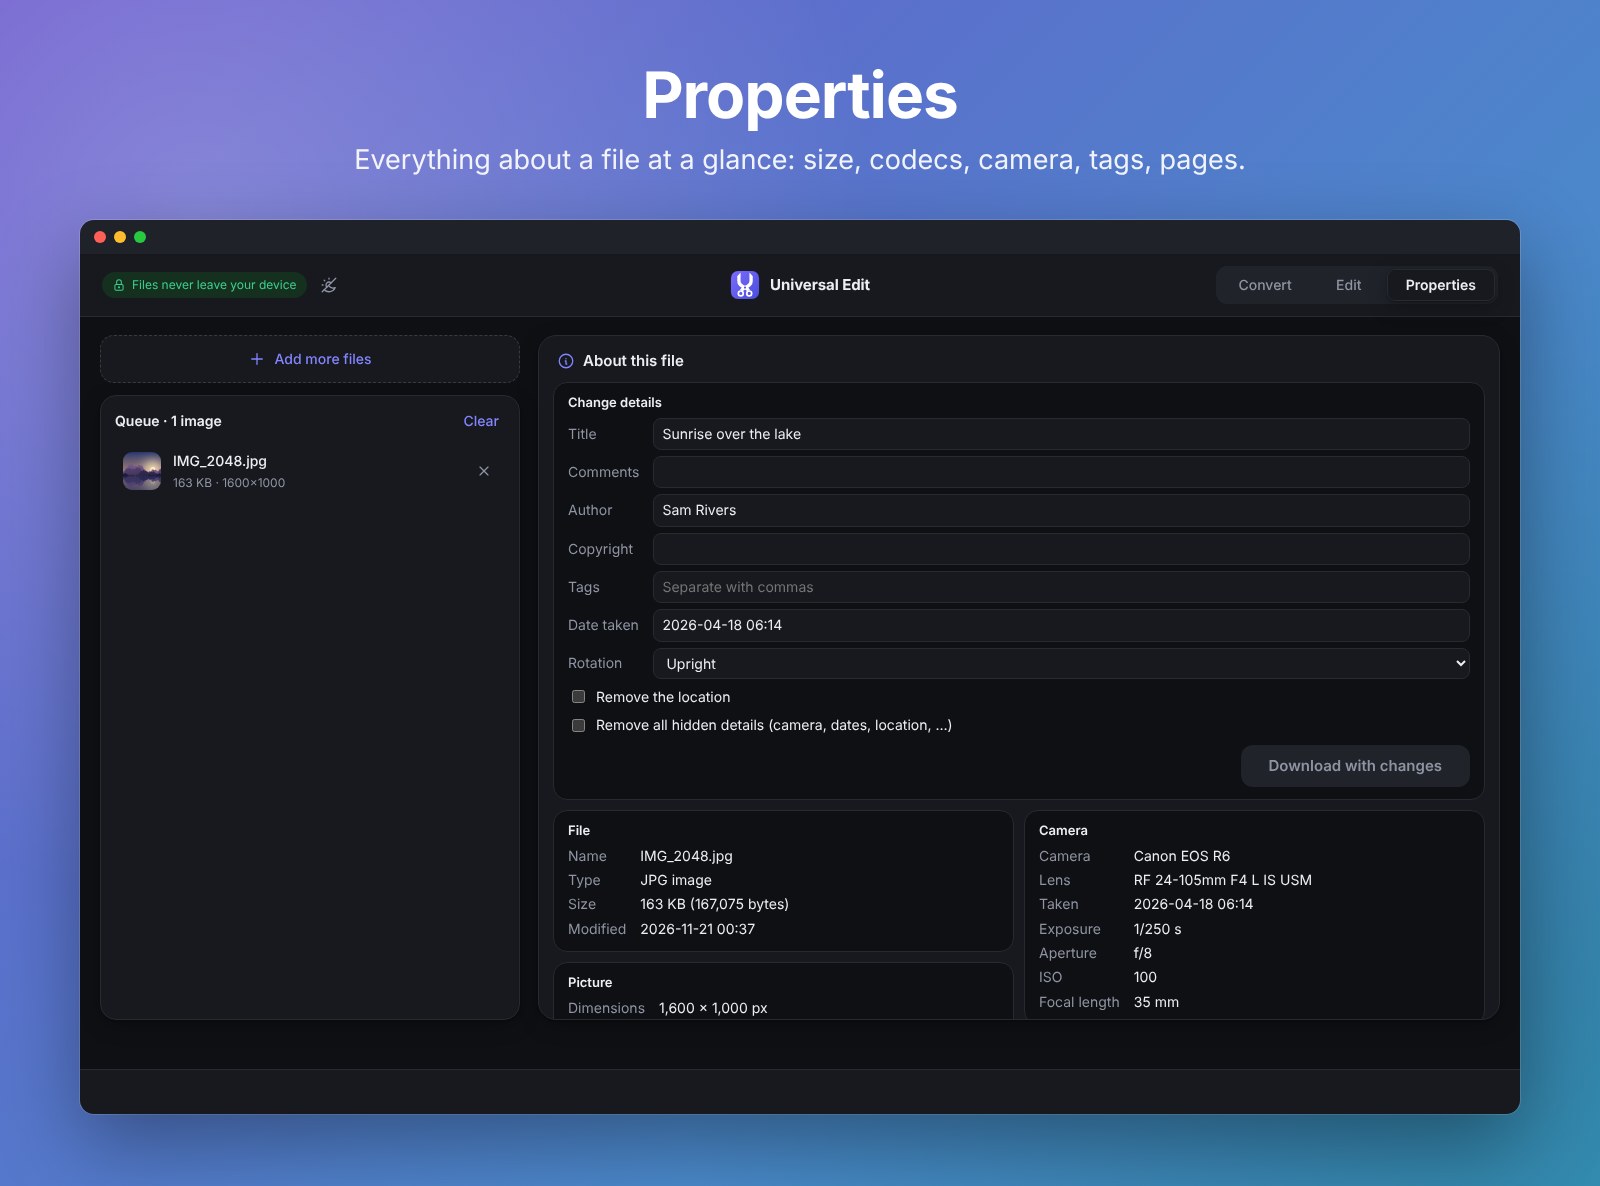 Properties
Everything about a file at a glance: size, codecs, camera, tags, pages.
Files never leave your device
Universal Edit
Convert
Edit
Properties
Add more files
Queue · 1 image
Clear
IMG_2048.jpg
163 KB · 1600×1000
About this file
Change details
Title
Sunrise over the lake
Comments
Author
Sam Rivers
Copyright
Tags
Separate with commas
Date taken
2026-04-18 06:14
Rotation
Upright
Remove the location
Remove all hidden details (camera, dates, location, ...)
Download with changes
File
Name IMG_2048.jpg
Type JPG image
Size 163 KB (167,075 bytes)
Modified 2026-11-21 00:37
Picture
Dimensions 1,600 × 1,000 px
Camera
Camera Canon EOS R6
Lens RF 24-105mm F4 L IS USM
Taken 2026-04-18 06:14
Exposure 1/250 s
Aperture f/8
ISO 100
Focal length 35 mm